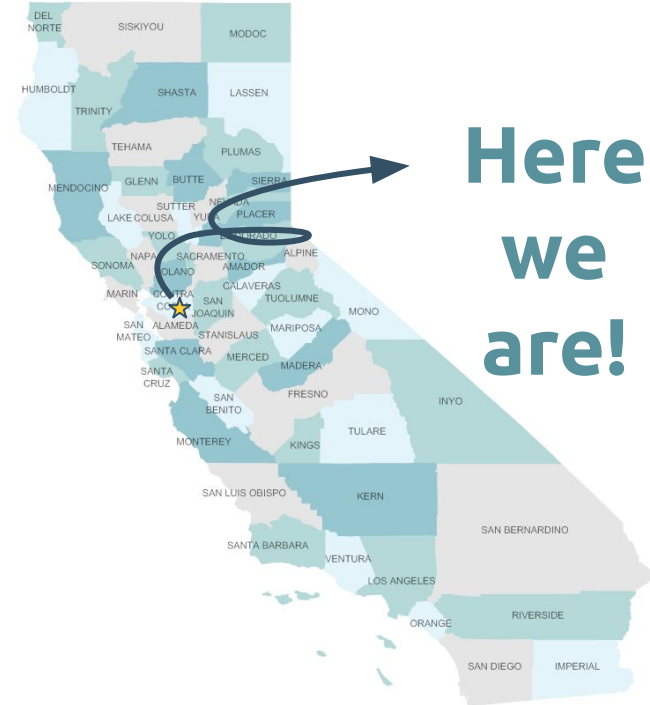 DEL
NORTE
SISKIYOU
MODOC
HUMBOLDT
TRINITY
SHASTA
LASSEN
TEHAMA
PLUMAS
Here
we
are!
MENDOCINO
GLENN
BUTTE
SIERRA
NEVADA
SUTTER
YUBA
PLACER
LAKE
COLUSA
YOLO
EL DORADO
ALPINE
NAPA
SACRAMENTO
SONOMA
SOLANO
AMADOR
CALAVERAS
MARIN
CONTRA
COSTA
SAN
JOAQUIN
TUOLUMNE
MONO
SAN
MATEO
ALAMEDA
STANISLAUS
MARIPOSA
SANTA CLARA
MERCED
MADERA
SANTA
CRUZ
SAN
BENITO
FRESNO
INYO
MONTEREY
KINGS
TULARE
SAN LUIS OBISPO
KERN
SAN BERNARDINO
SANTA BARBARA
VENTURA
LOS ANGELES
ORANGE
RIVERSIDE
SAN DIEGO
IMPERIAL